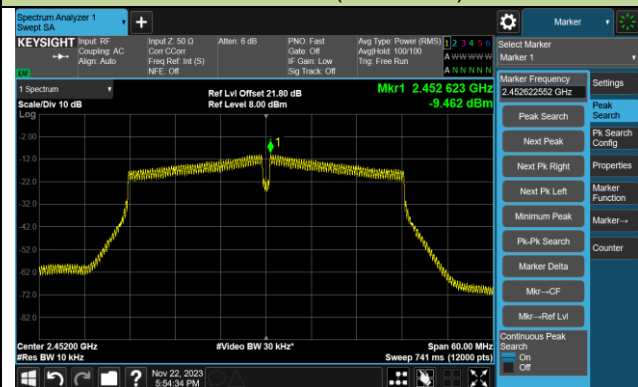 Spectrum Analyzer 1
Swept SA
KEYSIGHT
Input: RF
Coupling: AC
Align: Auto
Input Z: 50 Ω
Corr CCorr
Freq Ref: Int (S)
NFE: Off
Atten: 6 dB
PNO: Fast
Gate: Off
IF Gain: Low
Sig Track: Off
Avg Type: Power (RMS)
Avg|Hold: 100/100
Trig: Free Run
1 2 3 4 5 6
A W W W W W
A N N N N N
1 Spectrum
Scale/Div 10 dB
Log
Ref Lvl Offset 21.80 dB
Ref Level 8.00 dBm
Mkr1 2.452 623 GHz
-9.462 dBm
1
-2.00
-12.0
-22.0
-32.0
-42.0
-52.0
-62.0
-72.0
-82.0
Center 2.45200 GHz
#Res BW 10 kHz
#Video BW 30 kHz*
Span 60.00 MHz
Sweep 741 ms (12000 pts)
Nov 22, 2023
5:54:34 PM
Marker
Select Marker
Marker 1
Marker Frequency
2.452622552 GHz
Peak Search
Next Peak
Next Pk Right
Next Pk Left
Minimum Peak
Pk-Pk Search
Marker Delta
Mkr→CF
Mkr→Ref Lvl
Continuous Peak
Search
On
Off
Settings
Peak
Search
Pk Search
Config
Properties
Marker
Function
Marker→
Counter